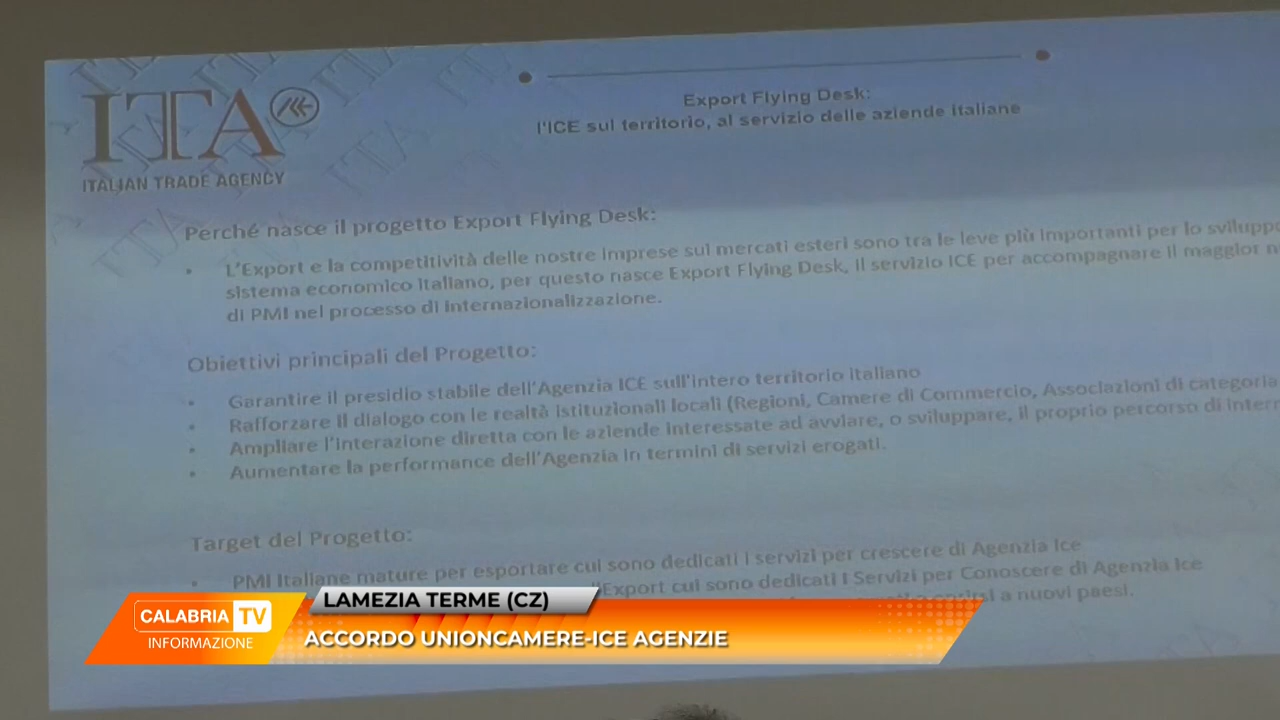 ITA
ITALIAN TRADE AGENCY
Export Flying Desk:
l'ICE sul territorio, al servizio delle aziende italiane
Perché nasce il progetto Export Flying Desk:
• L'Export e la competitività delle nostre imprese sui mercati esteri sono tra le leve più importanti per lo sviluppo
sistema economico italiano, per questo nasce Export Flying Desk, il servizio ICE per accompagnare il maggior
di PMI nel processo di internazionalizzazione.
Obiettivi principali del Progetto:
• Garantire il presidio stabile dell'Agenzia ICE sull'intero territorio italiano
• Rafforzare il dialogo con le realtà istituzionali locali (Regioni, Camere di Commercio, Associazioni di categoria
• Ampliare l'interazione diretta con le aziende interessate ad avviare, o sviluppare, il proprio percorso di
• Aumentare la performance dell'Agenzia in termini di servizi erogati.
Target del Progetto:
• PMI Italiane mature per esportare cui sono dedicati i servizi per crescere di Agenzia Ice
l'Export cui sono dedicati i Servizi per Conoscere di Agenzia Ice
a nuovi paesi.
LAMEZIA TERME (CZ)
CALABRIA TV
INFORMAZIONE
ACCORDO UNIONCAMERE-ICE AGENZIE